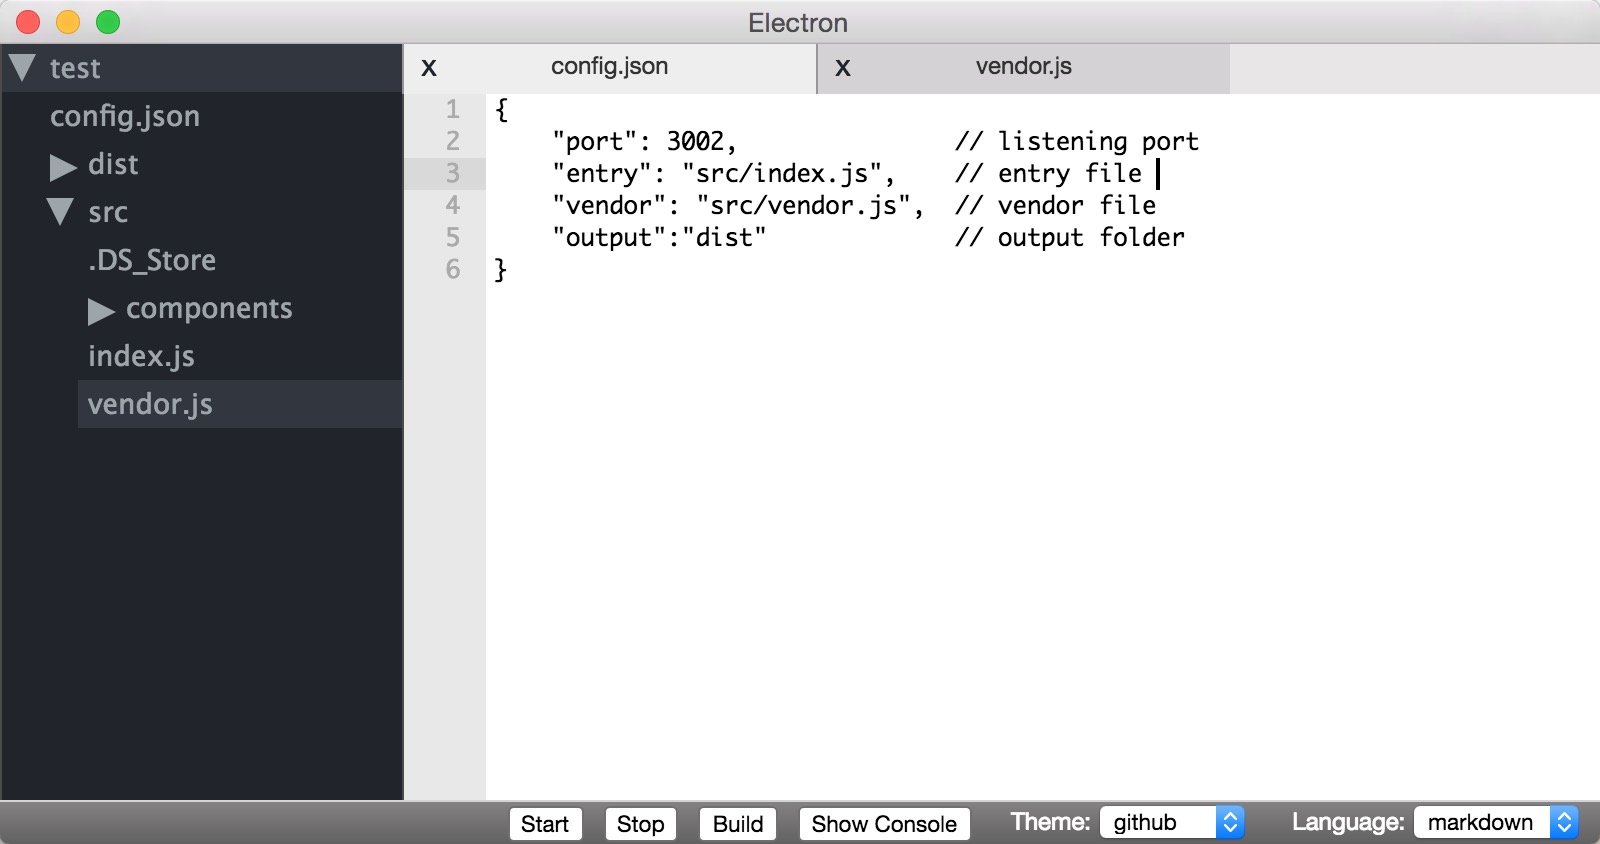 Electron
test
config.json
dist
src
.DS_Store
components
index.js
vendor.js
X config.json X vendor.js
1 {
2     "port": 3002,               // listening port
3     "entry": "src/index.js",    // entry file
4     "vendor": "src/vendor.js",  // vendor file
5     "output":"dist"             // output folder
6 }
Start Stop Build Show Console Theme: github Language: markdown